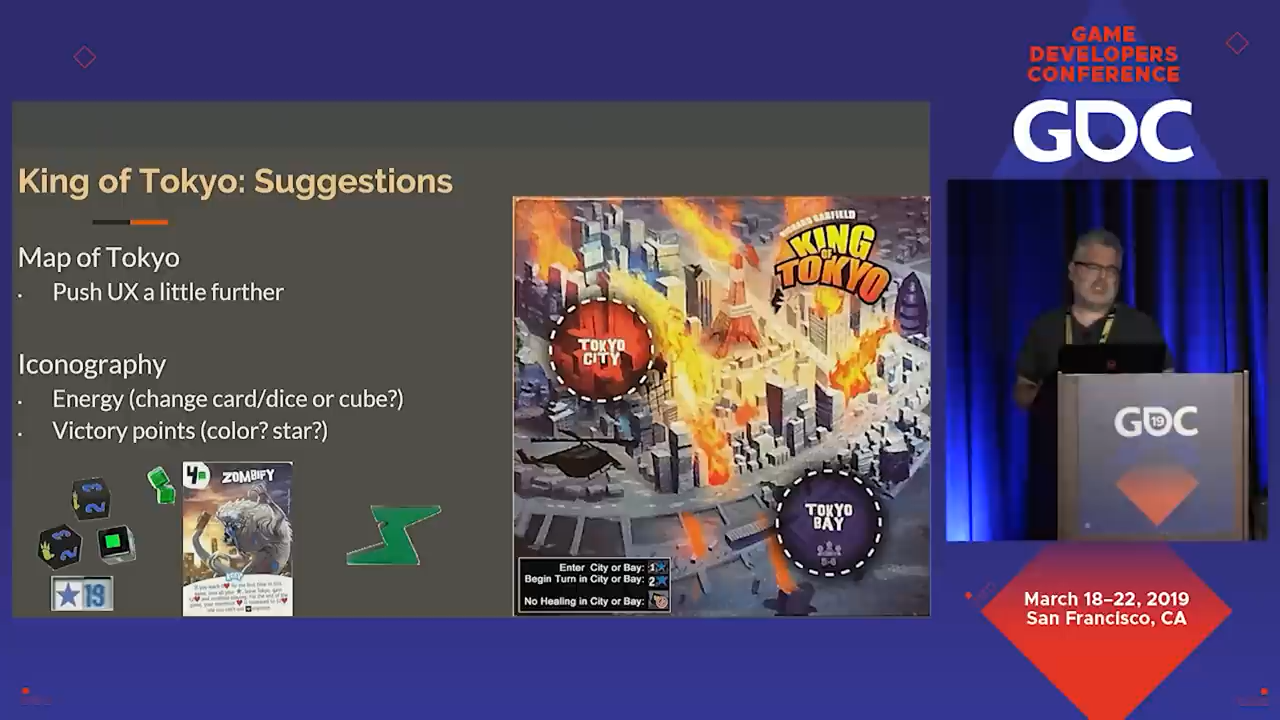 GAME
DEVELOPERS
CONFERENCE
GDC
King of Tokyo: Suggestions
Map of Tokyo
Push UX a little further
Iconography
Energy (change card/dice or cube?)
Victory points (color? star?)
4
ZOMBIFY
19
RICHARD GARFIELD
KING
OF
TOKYO
TOKYO
CITY
TOKYO
BAY
5-6
Enter City or Bay: 1
Begin Turn in City or Bay: 2
No Healing in City or Bay:
GDC
19
March 18–22, 2019
San Francisco, CA